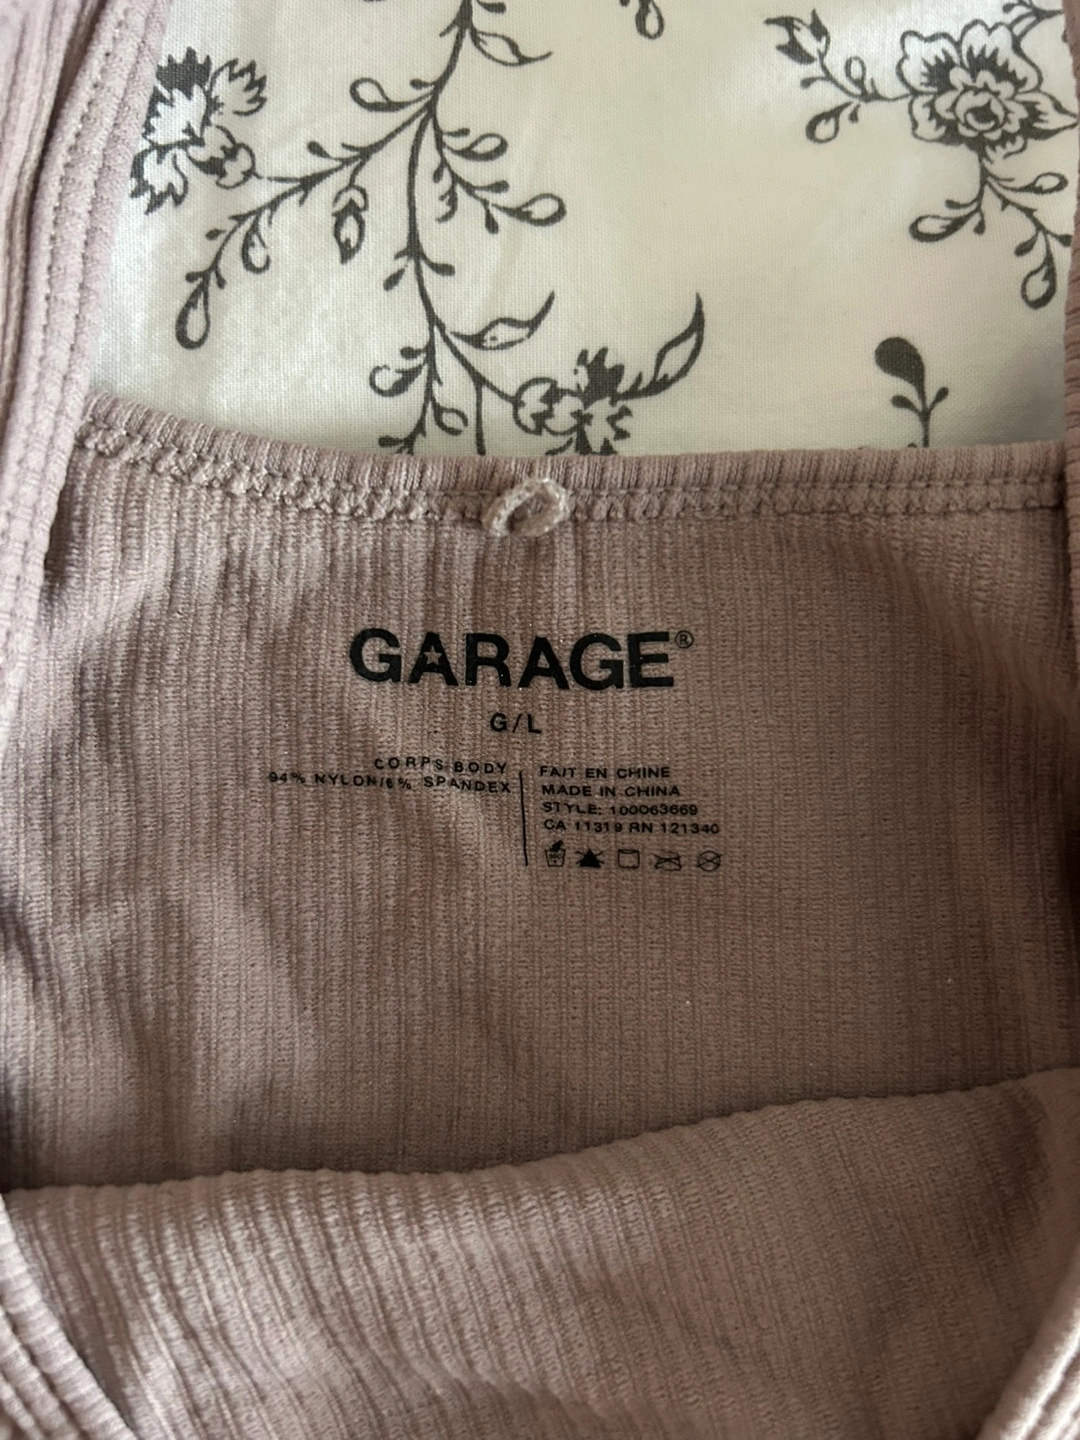 GARAGE®
G/L
CORPS BODY
94% NYLON/6% SPANDEX
FAIT EN CHINE
MADE IN CHINA
STYLE: 100063669
CA 11319 RN 121340